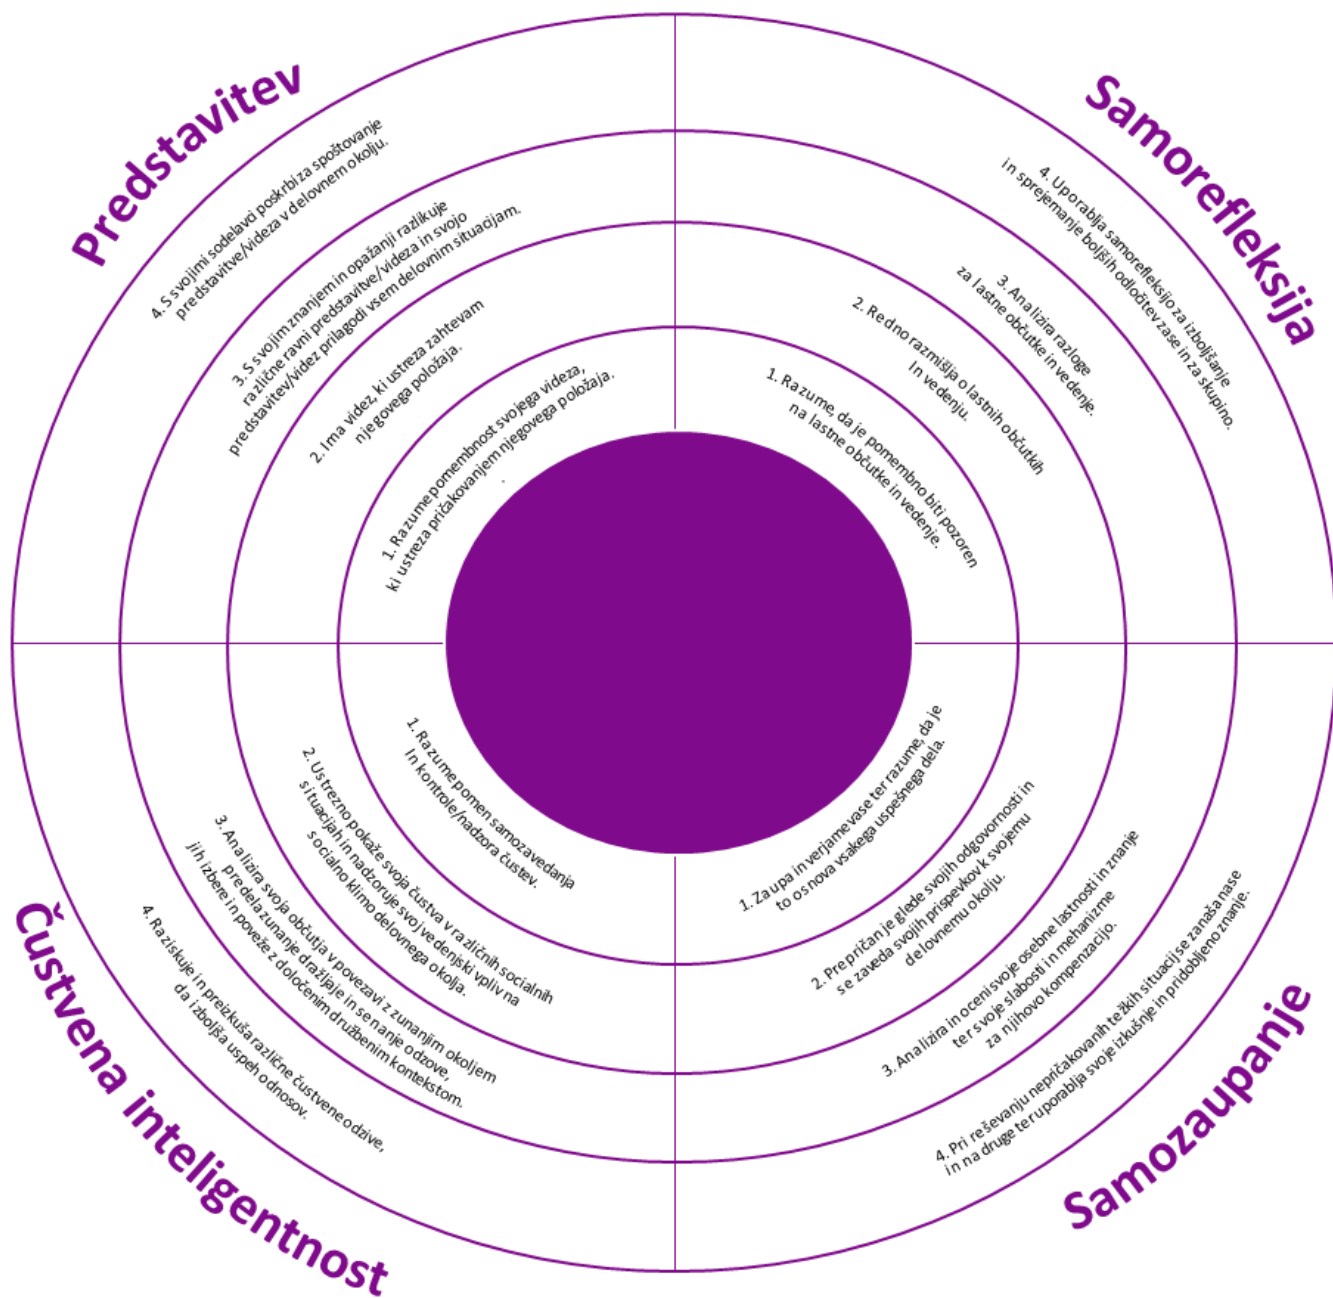 Predstavitev
4. S svojimi sodelavci poskrbi za spoštovanje
predstavitve/videza v delovnem okolju.
3. S svojim znanjem in opažanji razlikuje
različne ravni predstavitve/videza in svojo
predstavitev/videz prilagodi vsem delovnim situacijam.
2. Ima videz, ki ustreza zahtevam
njegovega položaja.
1. Razume pomembnost svojega videza,
ki ustreza pričakovanjem njegovega položaja.
Samorefleksija
4. Uporablja samorefleksijo za izboljšanje
in sprejemanje boljših odločitev zase in za skupino.
3. Analizira razloge
za lastne občutke in vedenje.
2. Redno razmišlja o lastnih občutkih
In vedenju.
1. Razume, da je pomembno biti pozoren
na lastne občutke in vedenje.
Čustvena inteligentnost
1. Razume pomen samozavedanja
In kontrole/nadzora čustev.
2. Ustrezno pokaže svoja čustva v različnih socialnih
situacijah in nadzoruje svoj vedenjski vpliv na
socialno klimo delovnega okolja.
3. Analizira svoja občutja v povezavi z zunanjim okoljem
predela zunanje dražljaje in se nanje odzove,
jih izbere in poveže z določenim družbenim kontekstom.
4. Raziskuje in preizkuša različne čustvene odzive,
da izboljša uspeh odnosov.
Samozaupanje
1. Zaupa in verjame vase ter razume, da je
to osnova vsakega uspešnega dela.
2. Prepričan je glede svojih odgovornosti in
se zaveda svojih prispevkov k svojemu
delovnemu okolju.
3. Analizira in oceni svoje osebne lastnosti in znanje
ter svoje slabosti in mehanizme
za njihovo kompenzacijo.
4. Pri reševanju nepričakovanih težkih situacij se zanaša nase
in na druge ter uporablja svoje izkušnje in pridobljeno znanje.